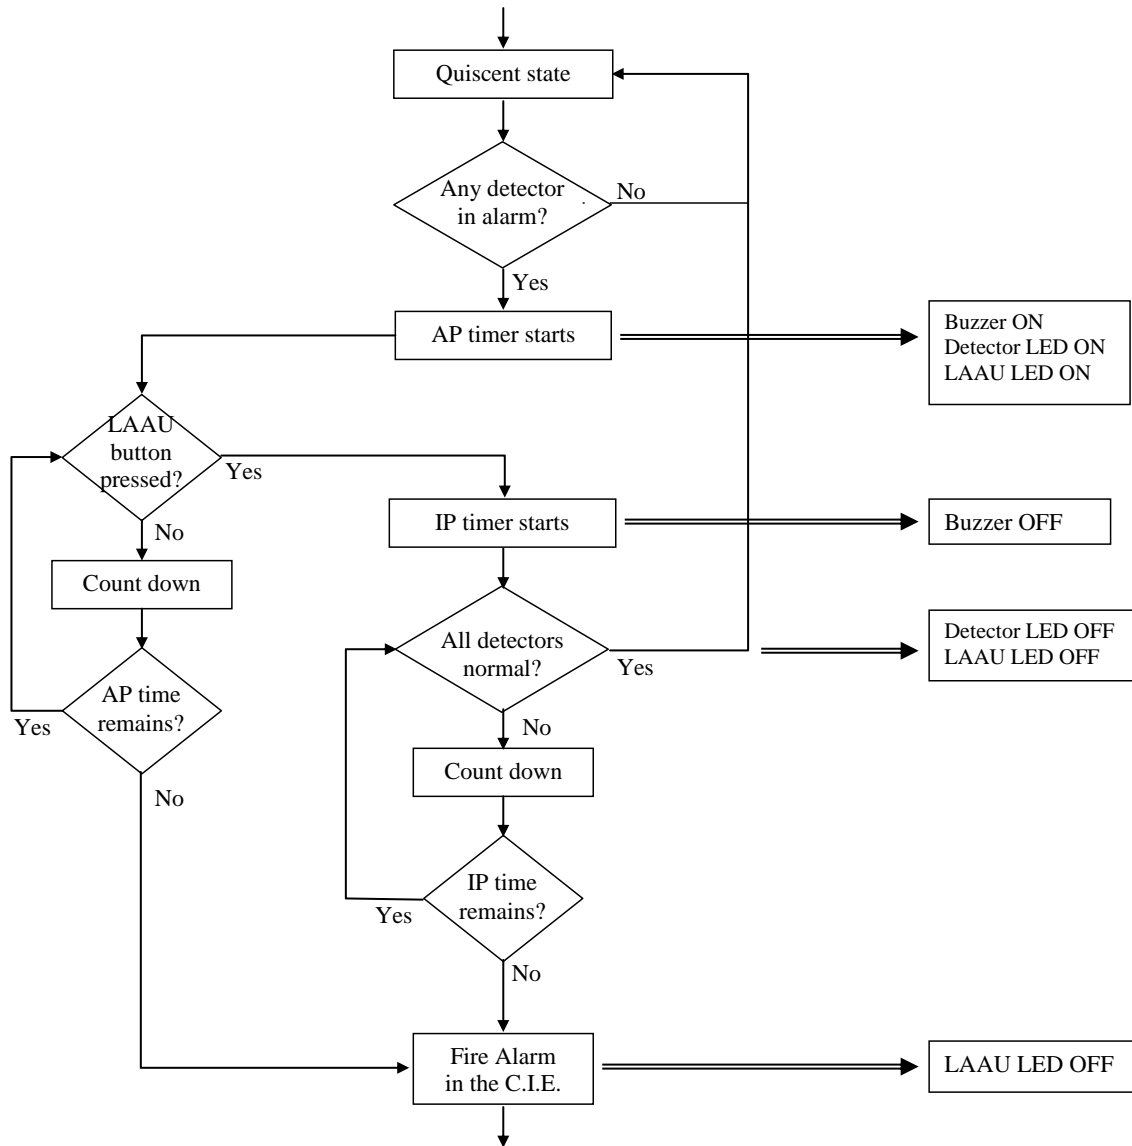 Quiscent state
Any detector
in alarm?
No
Yes
AP timer starts
Buzzer ON
Detector LED ON
LAAU LED ON
LAAU
button
pressed?
Yes
No
IP timer starts
Buzzer OFF
Count down
All detectors
normal?
Yes
Detector LED OFF
LAAU LED OFF
AP time
remains?
Yes
No
No
Count down
IP time
remains?
Yes
No
Fire Alarm
in the C.I.E.
LAAU LED OFF